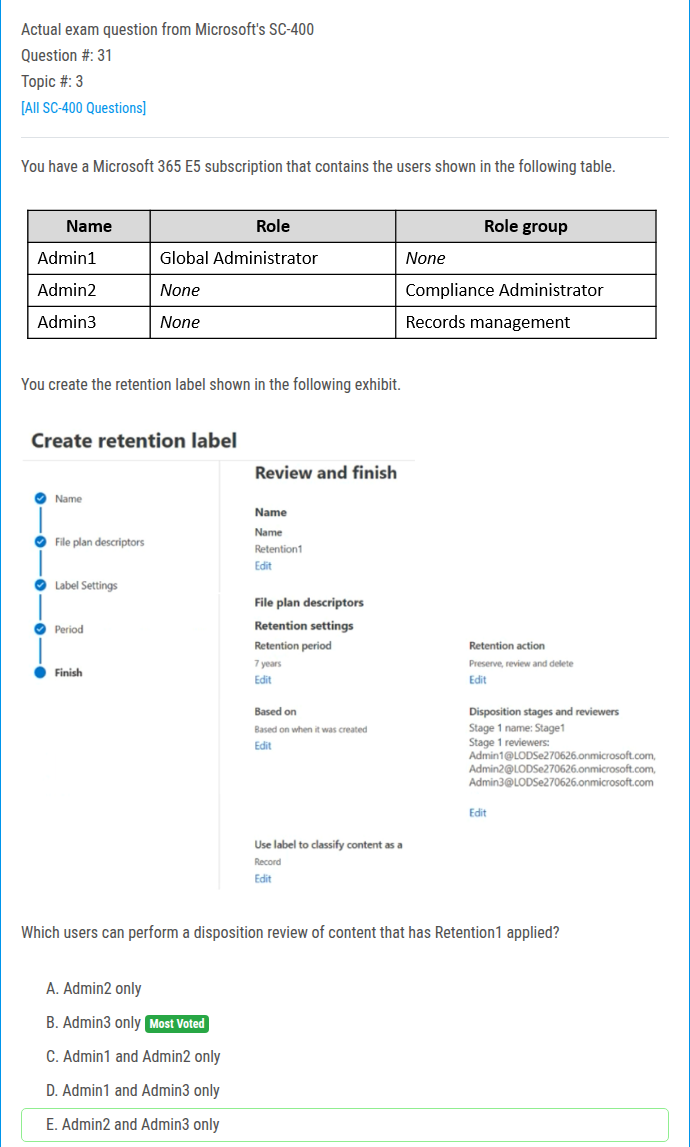 Actual exam question from Microsoft's SC-400
Question #: 31
Topic #: 3
[All SC-400 Questions]
You have a Microsoft 365 E5 subscription that contains the users shown in the following table.
Name Role Role group
Admin1 Global Administrator None
Admin2 None Compliance Administrator
Admin3 None Records management
You create the retention label shown in the following exhibit.
Create retention label
Name
File plan descriptors
Label Settings
Period
Finish
Review and finish
Name
Name
Retention1
Edit
File plan descriptors
Retention settings
Retention period
7 years
Edit
Retention action
Preserve, review and delete
Edit
Based on
Based on when it was created
Edit
Disposition stages and reviewers
Stage 1 name: Stage1
Stage 1 reviewers:
Admin1@LODSe270626.onmicrosoft.com,
Admin2@LODSe270626.onmicrosoft.com,
Admin3@LODSe270626.onmicrosoft.com
Edit
Use label to classify content as a
Record
Edit
Which users can perform a disposition review of content that has Retention1 applied?
A. Admin2 only
B. Admin3 only Most Voted
C. Admin1 and Admin2 only
D. Admin1 and Admin3 only
E. Admin2 and Admin3 only